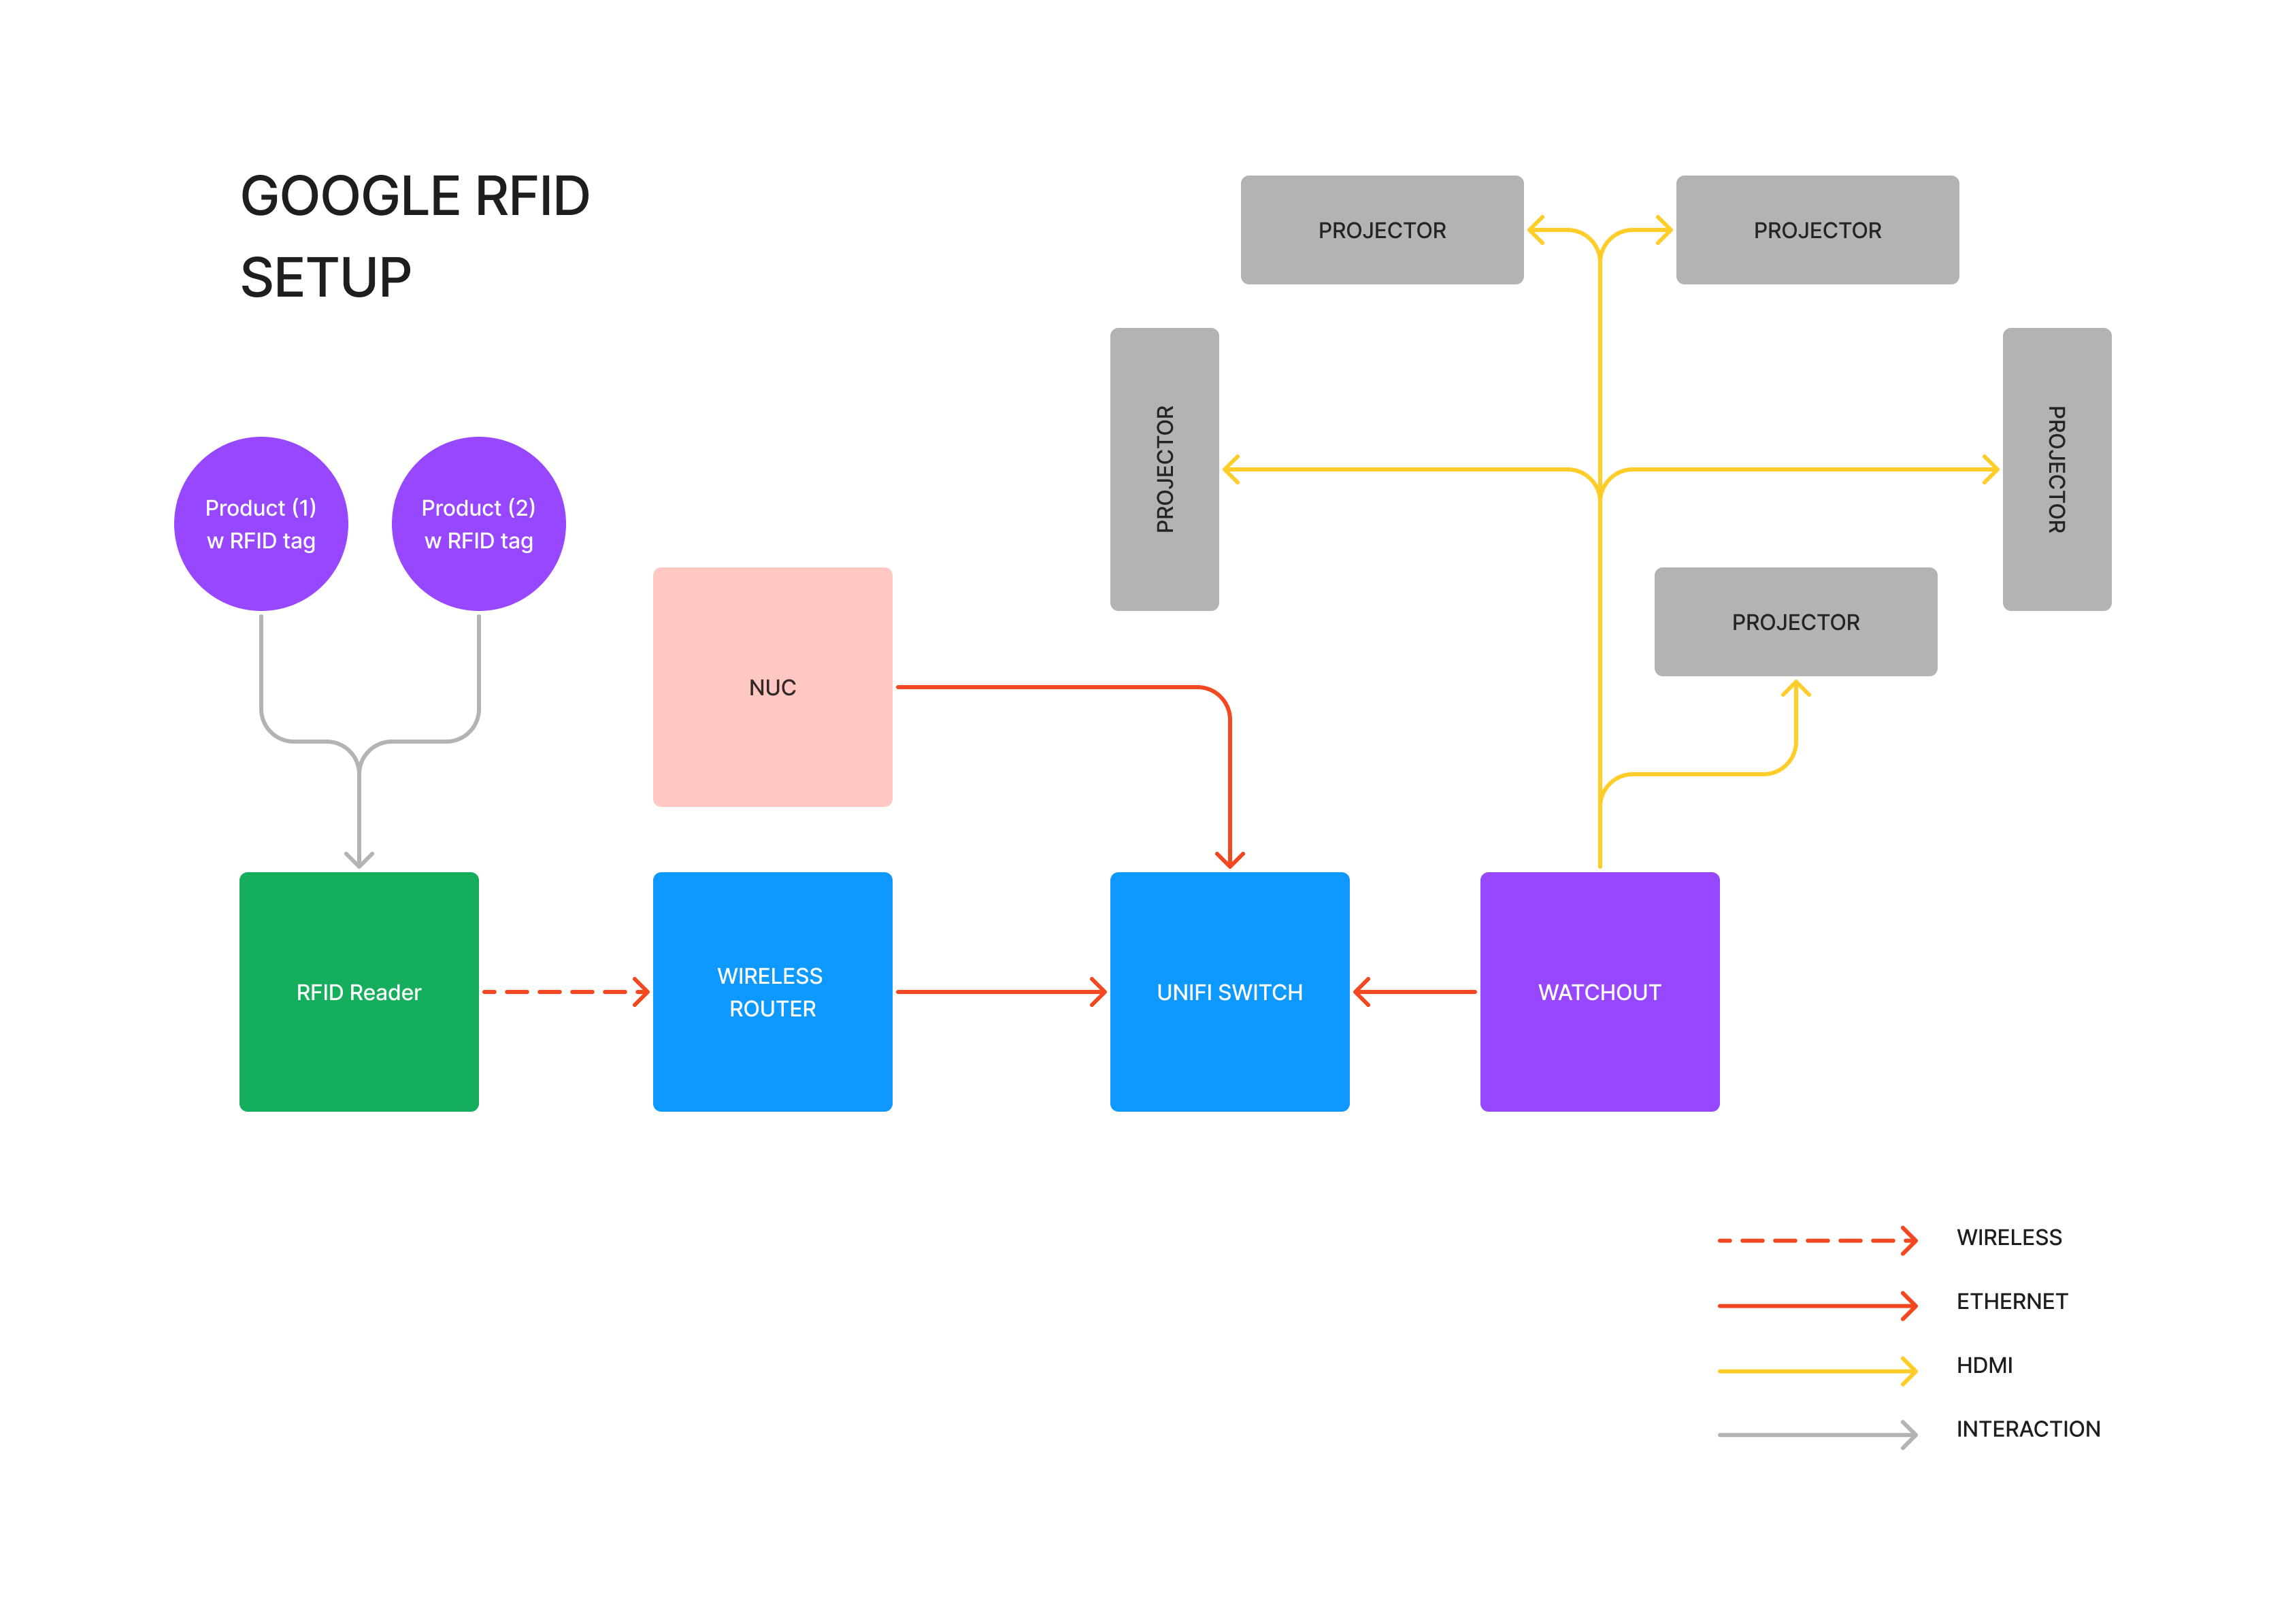 GOOGLE RFID
SETUP
PROJECTOR
PROJECTOR
PROJECTOR
PROJECTOR
Product (1)
w RFID tag
Product (2)
w RFID tag
PROJECTOR
NUC
RFID Reader
WIRELESS
ROUTER
UNIFI SWITCH
WATCHOUT
WIRELESS
ETHERNET
HDMI
INTERACTION